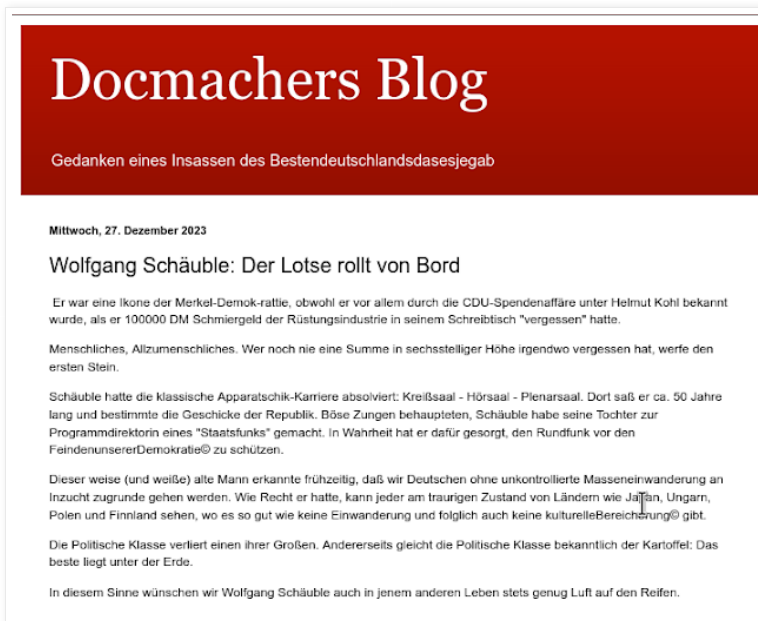 Docmachers Blog
Gedanken eines Insassen des Bestendeutschlandsdasesjegab
Mittwoch, 27. Dezember 2023
Wolfgang Schäuble: Der Lotse rollt von Bord
Er war eine Ikone der Merkel-Demok-rattie, obwohl er vor allem durch die CDU-Spendenaffäre unter Helmut Kohl bekannt
wurde, als er 100000 DM Schmiergeld der Rüstungsindustrie in seinem Schreibtisch "vergessen" hatte.
Menschliches, Allzumenschliches. Wer noch nie eine Summe in sechsstelliger Höhe irgendwo vergessen hat, werfe den
ersten Stein.
Schäuble hatte die klassische Apparatschik-Karriere absolviert: Kreißsaal - Hörsaal - Plenarsaal. Dort saß er ca. 50 Jahre
lang und bestimmte die Geschicke der Republik. Böse Zungen behaupteten, Schäuble habe seine Tochter zur
Programmdirektorin eines "Staatsfunks" gemacht. In Wahrheit hat er dafür gesorgt, den Rundfunk vor den
FeindenunsererDemokratie© zu schützen.
Dieser weise (und weiße) alte Mann erkannte frühzeitig, daß wir Deutschen ohne unkontrollierte Masseneinwanderung an
Inzucht zugrunde gehen werden. Wie Recht er hatte, kann jeder am traurigen Zustand von Ländern wie Japan, Ungarn,
Polen und Finnland sehen, wo es so gut wie keine Einwanderung und folglich auch keine kulturelleBereicherung© gibt.
Die Politische Klasse verliert einen ihrer Großen. Andererseits gleicht die Politische Klasse bekanntlich der Kartoffel: Das
beste liegt unter der Erde.
In diesem Sinne wünschen wir Wolfgang Schäuble auch in jenem anderen Leben stets genug Luft auf den Reifen.